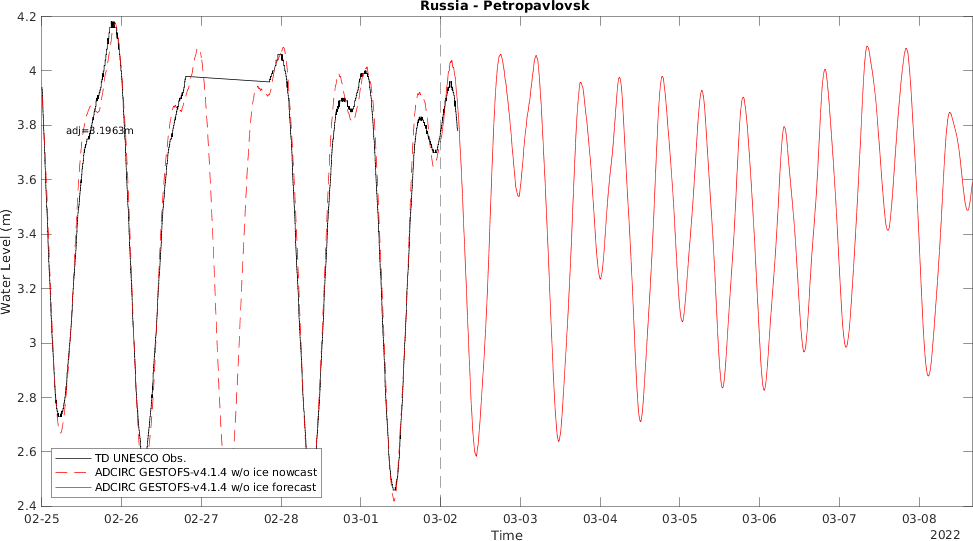 Russia - Petropavlovsk
4.2
4
3.8
3.6
3.4
3.2
3
2.8
2.6
2.4
Water Level (m)
adj=3.1963m
TD UNESCO Obs.
ADCIRC GESTOFS-v4.1.4 w/o ice nowcast
ADCIRC GESTOFS-v4.1.4 w/o ice forecast
02-25 02-26 02-27 02-28 03-01 03-02 03-03 03-04 03-05 03-06 03-07 03-08
Time
2022